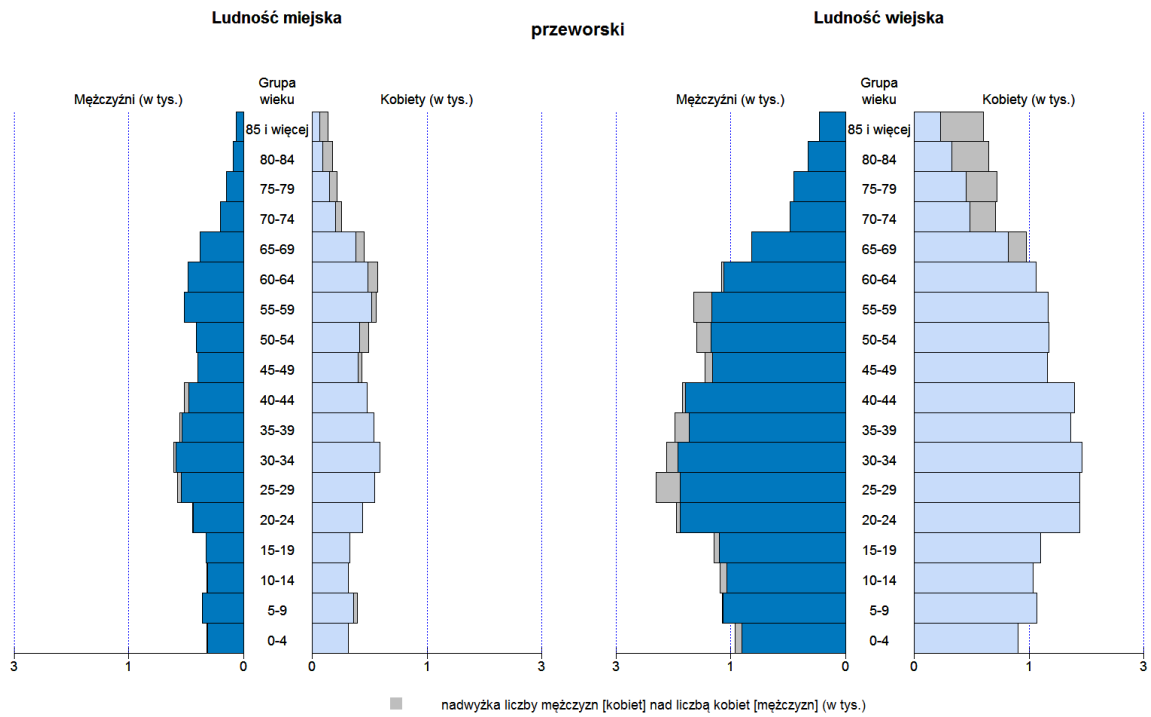 Ludność miejska
przeworski
Ludność wiejska
Mężczyźni (w tys.)
Grupa
wieku
Kobiety (w tys.)
Mężczyźni (w tys.)
Grupa
wieku
Kobiety (w tys.)
85 i więcej
80-84
75-79
70-74
65-69
60-64
55-59
50-54
45-49
40-44
35-39
30-34
25-29
20-24
15-19
10-14
5-9
0-4
85 i więcej
80-84
75-79
70-74
65-69
60-64
55-59
50-54
45-49
40-44
35-39
30-34
25-29
20-24
15-19
10-14
5-9
0-4
3 1 0 0 1 3 3 1 0 0 1 3
nadwyżka liczby mężczyzn [kobiet] nad liczbą kobiet [mężczyzn] (w tys.)